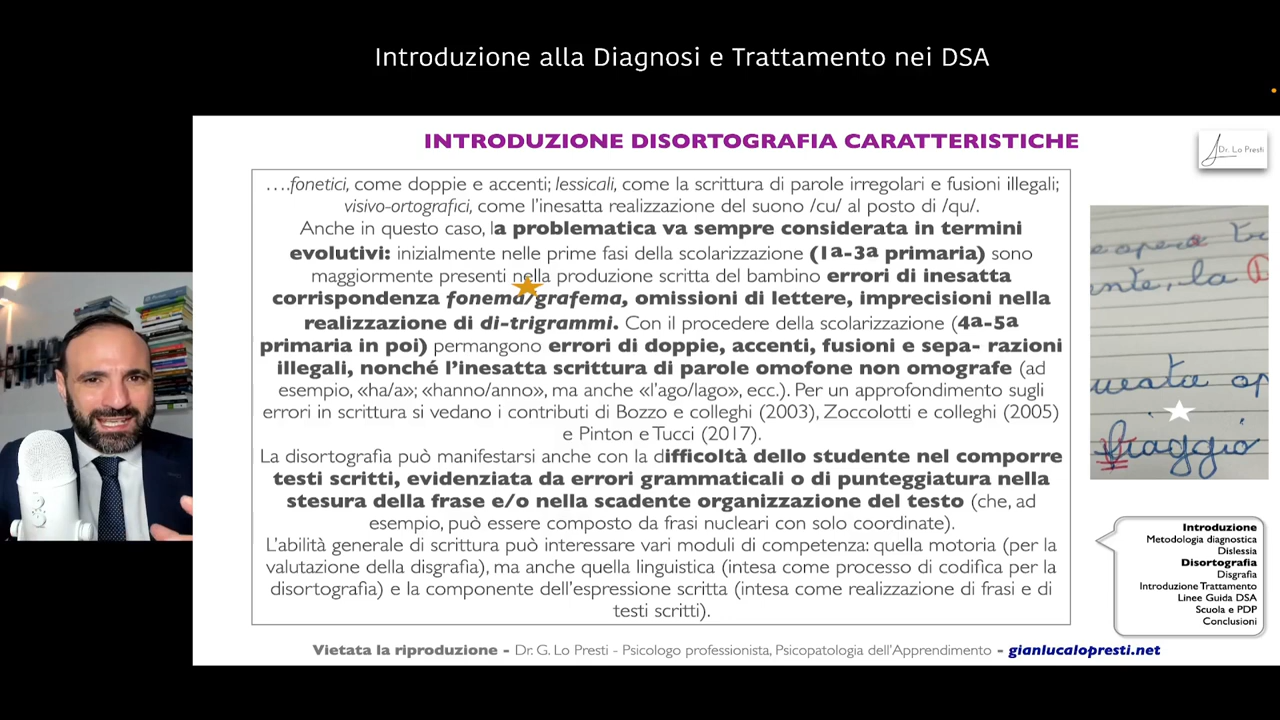 Introduzione alla Diagnosi e Trattamento nei DSA
INTRODUZIONE DISORTOGRAFIA CARATTERISTICHE
Dr. Lo Presti
….fonetici, come doppie e accenti; lessicali, come la scrittura di parole irregolari e fusioni illegali;
visivo-ortografici, come l’inesatta realizzazione del suono /cu/ al posto di /qu/.
Anche in questo caso, la problematica va sempre considerata in termini
evolutivi: inizialmente nelle prime fasi della scolarizzazione (1a-3a primaria) sono
maggiormente presenti nella produzione scritta del bambino errori di inesatta
corrispondenza fonema/grafema, omissioni di lettere, imprecisioni nella
realizzazione di di-trigrammi. Con il procedere della scolarizzazione (4a-5a
primaria in poi) permangono errori di doppie, accenti, fusioni e sepa- razioni
illegali, nonché l’inesatta scrittura di parole omofone non omografe (ad
esempio, «ha/a»; «hanno/anno», ma anche «l’ago/lago», ecc.). Per un approfondimento sugli
errori in scrittura si vedano i contributi di Bozzo e colleghi (2003), Zoccolotti e colleghi (2005)
e Pinton e Tucci (2017).
La disortografia può manifestarsi anche con la difficoltà dello studente nel comporre
testi scritti, evidenziata da errori grammaticali o di punteggiatura nella
stesura della frase e/o nella scadente organizzazione del testo (che, ad
esempio, può essere composto da frasi nucleari con solo coordinate).
L’abilità generale di scrittura può interessare vari moduli di competenza: quella motoria (per la
valutazione della disgrafia), ma anche quella linguistica (intesa come processo di codifica per la
disortografia) e la componente dell’espressione scritta (intesa come realizzazione di frasi e di
testi scritti).
Introduzione
Metodologia diagnostica
Dislessia
Disortografia
Disgrafia
Introduzione Trattamento
Linee Guida DSA
Scuola e PDP
Conclusioni
Vietata la riproduzione - Dr. G. Lo Presti - Psicologo professionista, Psicopatologia dell’Apprendimento - gianlucalopresti.net